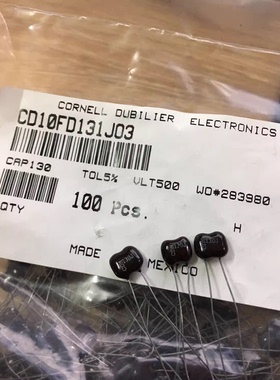 CORNELL DUBILIER ELECTRONICS
CD10FD131J03
CAP130 TOL5% VLT500 WO*283980
QTY 100 Pcs. H
MADE MEXICO